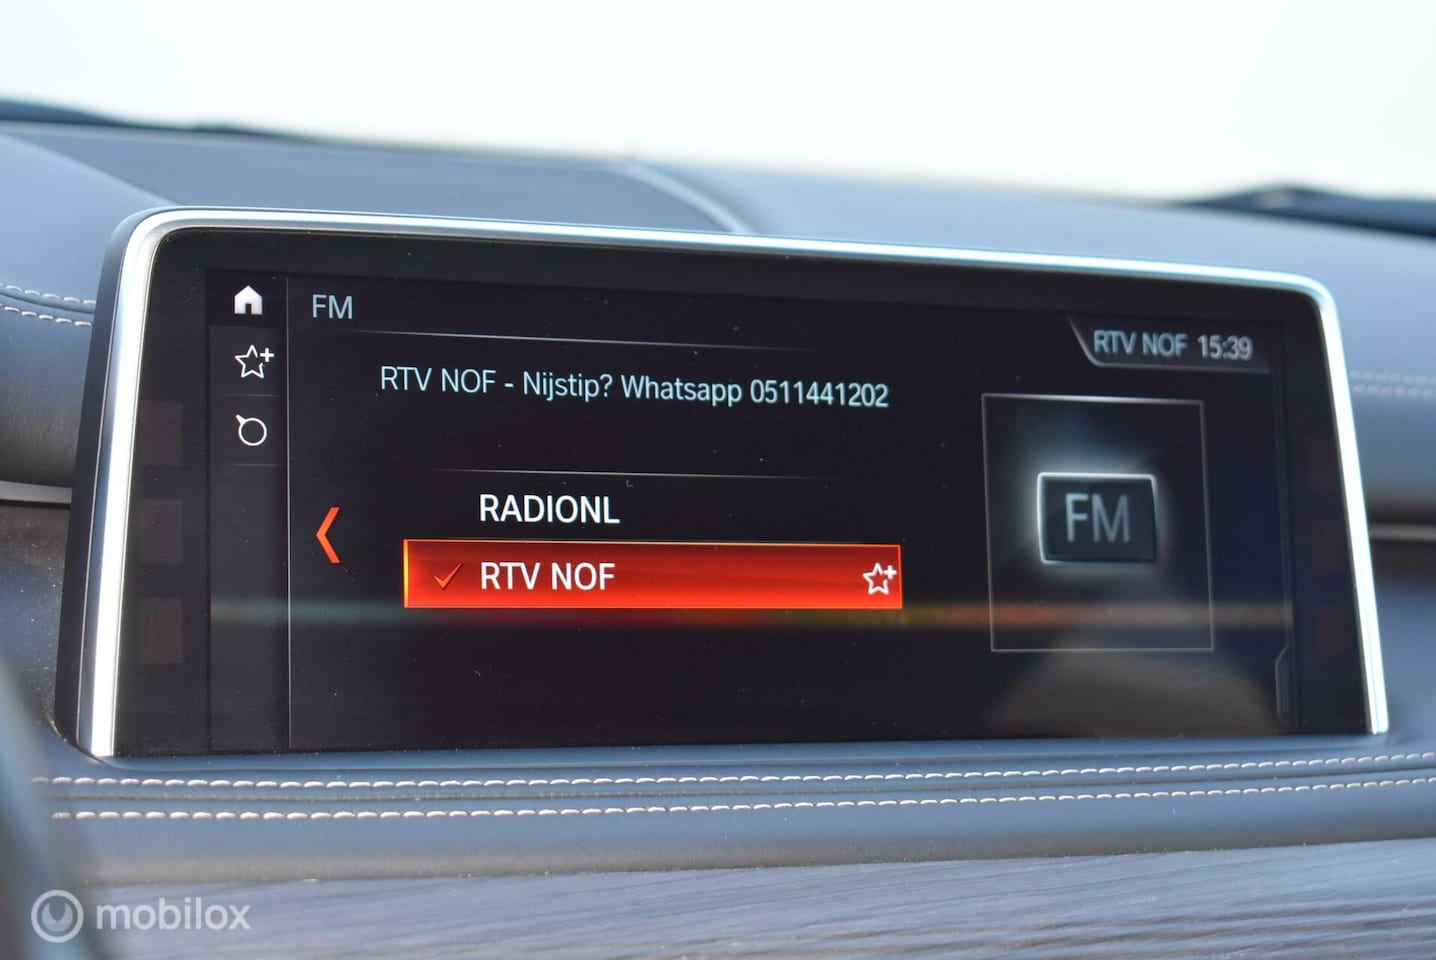 FM
RTV NOF 15:39
RTV NOF - Nijstip? Whatsapp 0511441202
RADIONL
RTV NOF
FM
mobilox